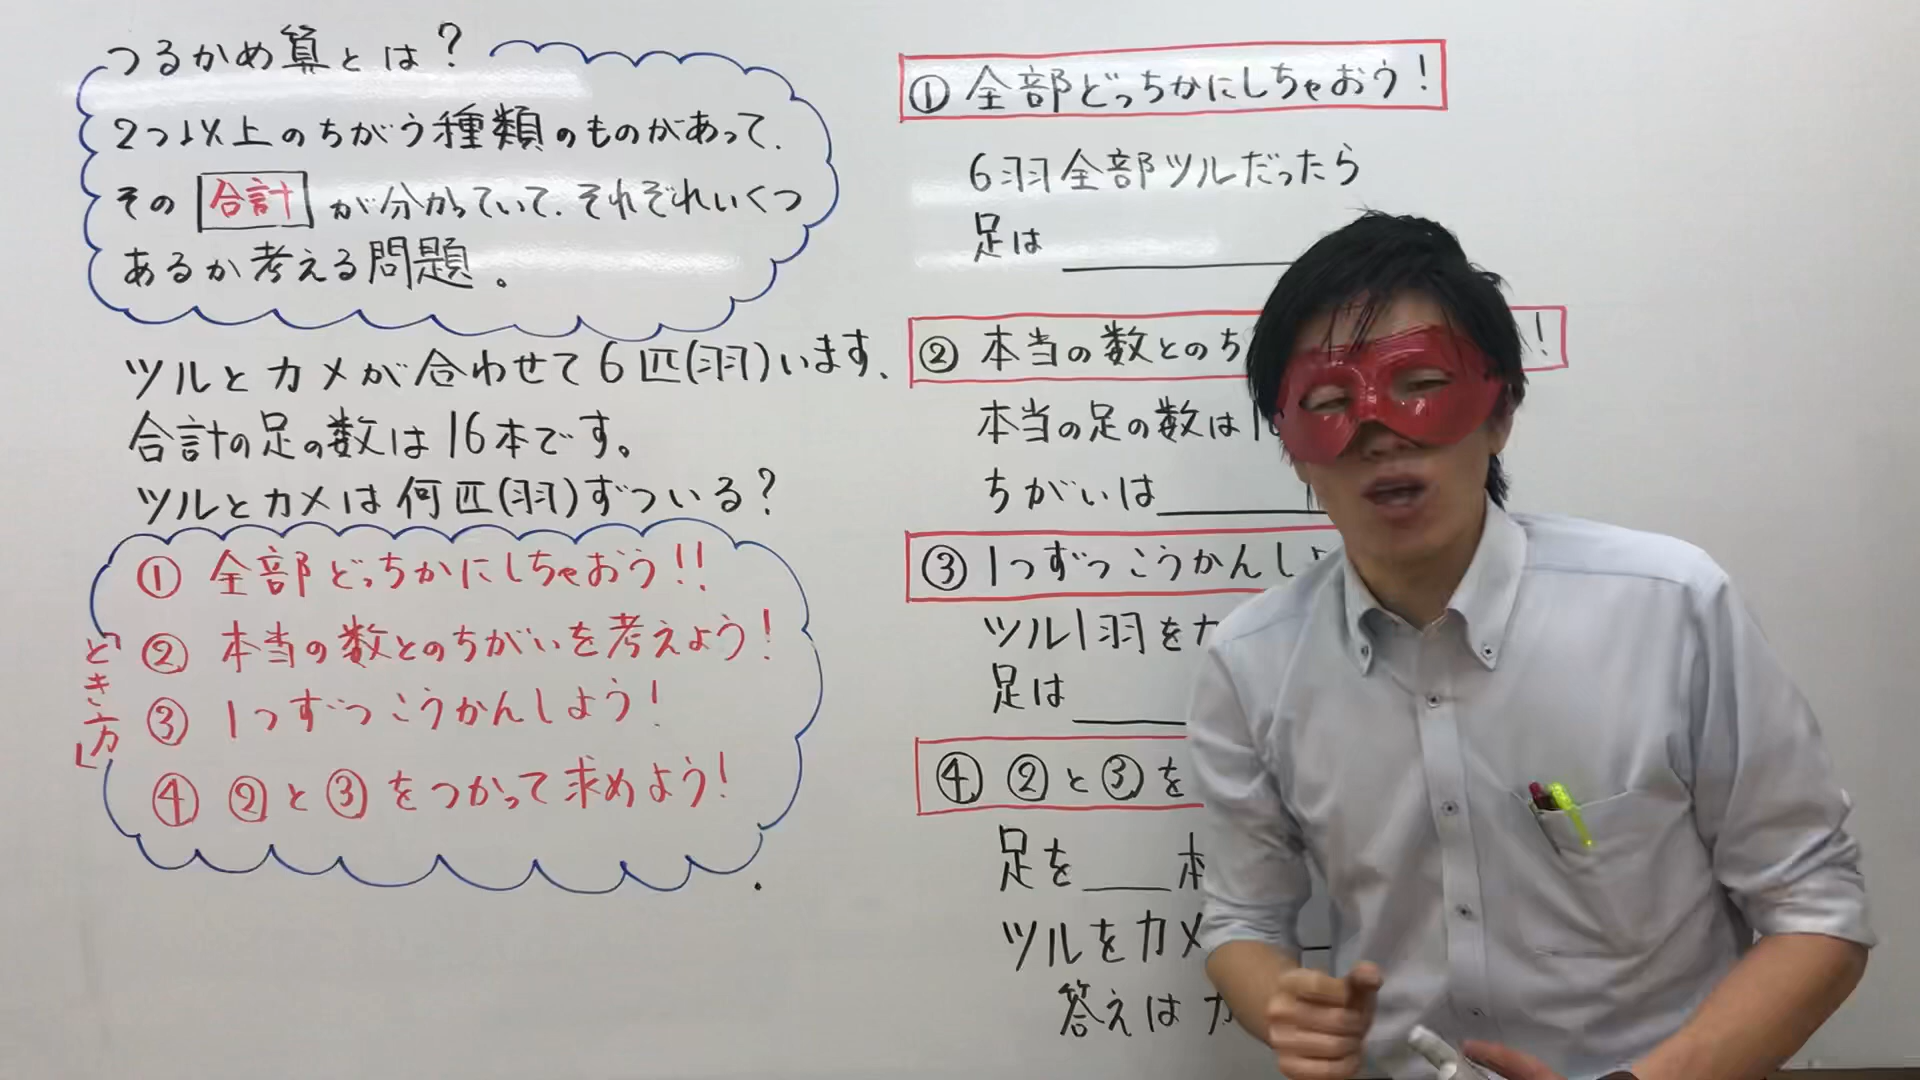 つるかめ算とは?
2つ以上のちがう種類のものがあって、
その 合計 が分かっていて、それぞれいくつ
あるか考える問題。
ツルとカメが合わせて6匹(羽)います、
合計の足の数は16本です。
ツルとカメは何匹(羽)ずついる?
とき方
① 全部どっちかにしちゃおう!!
② 本当の数とのちがいを考えよう!
③ 1つずつこうかんしよう!
④ ②と③をつかって求めよう!
① 全部どっちかにしちゃおう!
6羽全部ツルだったら
足は
② 本当の数とのち
!
本当の足の数は1
ちがいは
③ 1つずつこうかんし
ツル1羽をカ
足は
④ ②と③を
足を 本
ツルをカメ
答えはカ